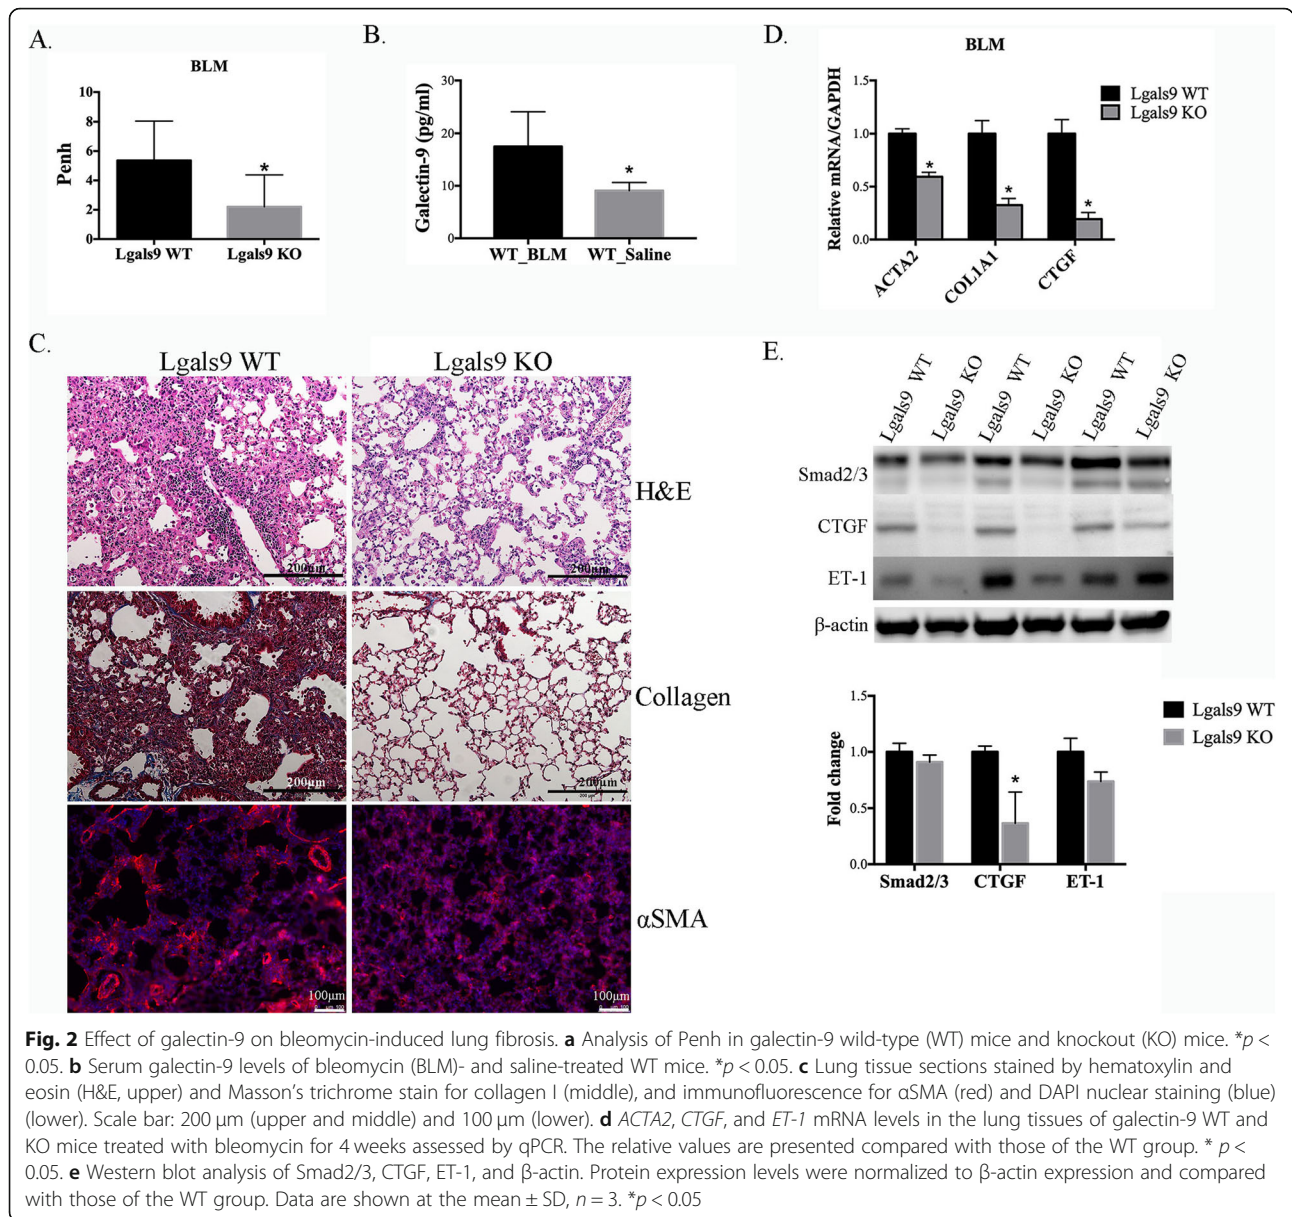 A.
BLM
Penh
10
8
6
4
2
0
*
Lgals9 WT
Lgals9 KO
B.
Galectin-9 (pg/ml)
30
20
10
0
*
WT_BLM
WT_Saline
D.
BLM
Relative mRNA/GAPDH
1.5
1.0
0.5
0.0
*
*
*
ACTA2
COL1A1
CTGF
Lgals9 WT
Lgals9 KO
C.
Lgals9 WT
Lgals9 KO
200μm
200μm
H&E
200μm
200μm
Collagen
100μm
100μm
αSMA
E.
Lgals9 WT
Lgals9 KO
Lgals9 WT
Lgals9 KO
Lgals9 WT
Lgals9 KO
Smad2/3
CTGF
ET-1
β-actin
Fold change
1.5
1.0
0.5
0.0
*
Smad2/3
CTGF
ET-1
Lgals9 WT
Lgals9 KO
Fig. 2 Effect of galectin-9 on bleomycin-induced lung fibrosis. a Analysis of Penh in galectin-9 wild-type (WT) mice and knockout (KO) mice. *p <
0.05. b Serum galectin-9 levels of bleomycin (BLM)- and saline-treated WT mice. *p < 0.05. c Lung tissue sections stained by hematoxylin and
eosin (H&E, upper) and Masson's trichrome stain for collagen I (middle), and immunofluorescence for αSMA (red) and DAPI nuclear staining (blue)
(lower). Scale bar: 200 μm (upper and middle) and 100 μm (lower). d ACTA2, CTGF, and ET-1 mRNA levels in the lung tissues of galectin-9 WT and
KO mice treated with bleomycin for 4 weeks assessed by qPCR. The relative values are presented compared with those of the WT group. * p <
0.05. e Western blot analysis of Smad2/3, CTGF, ET-1, and β-actin. Protein expression levels were normalized to β-actin expression and compared
with those of the WT group. Data are shown at the mean ± SD, n = 3. *p < 0.05